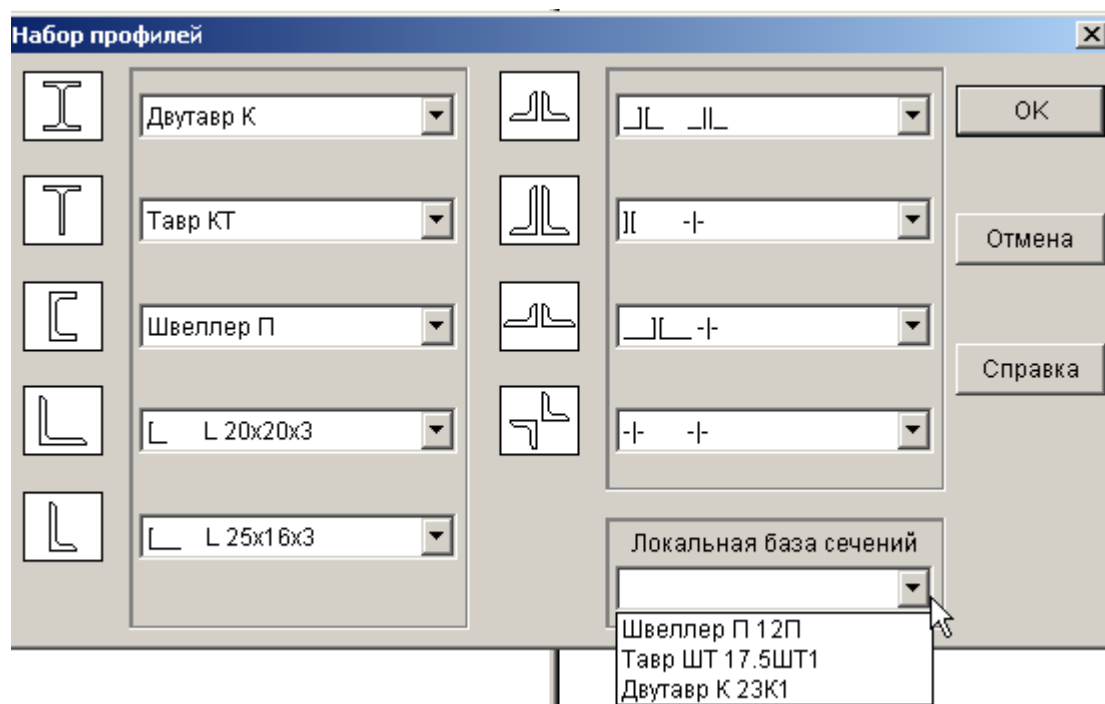 Набор профилей
Двутавр К
Тавр КТ
Швеллер П
L 20x20x3
L 25x16x3
OK
Отмена
Справка
Локальная база сечений
Швеллер П 12П
Тавр ШТ 17.5ШТ1
Двутавр К 23К1